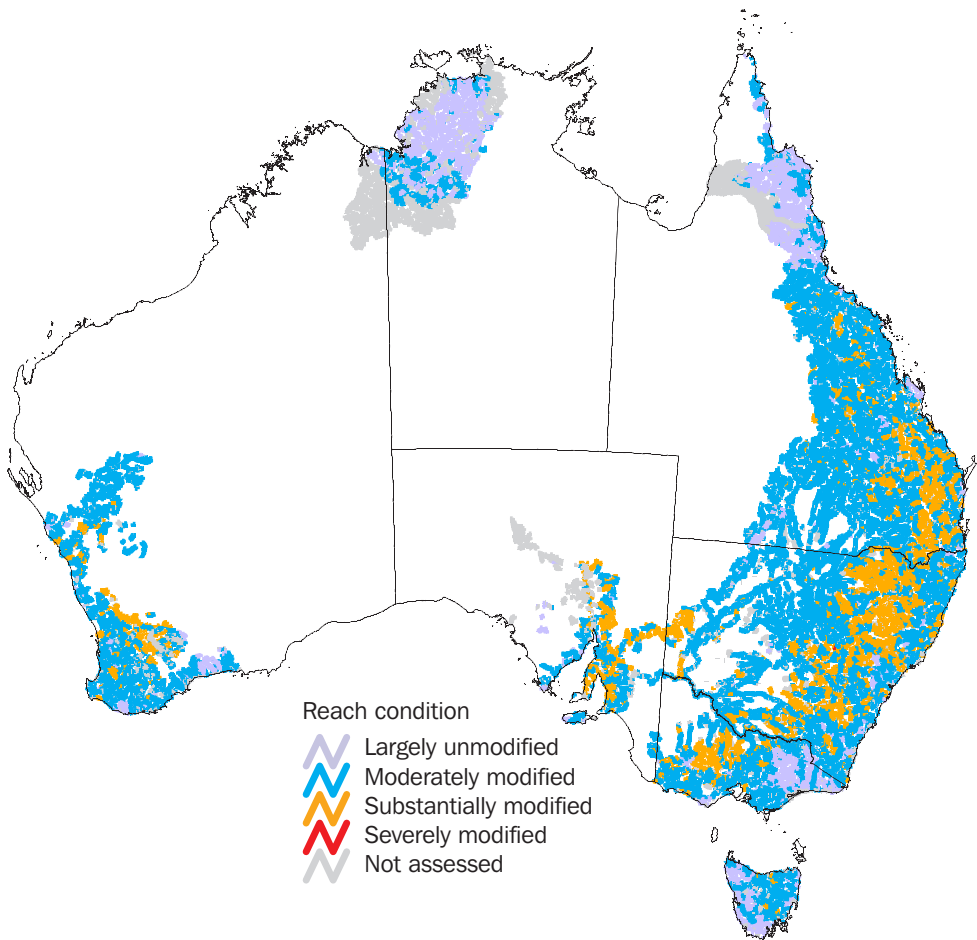 Reach condition
Largely unmodified
Moderately modified
Substantially modified
Severely modified
Not assessed